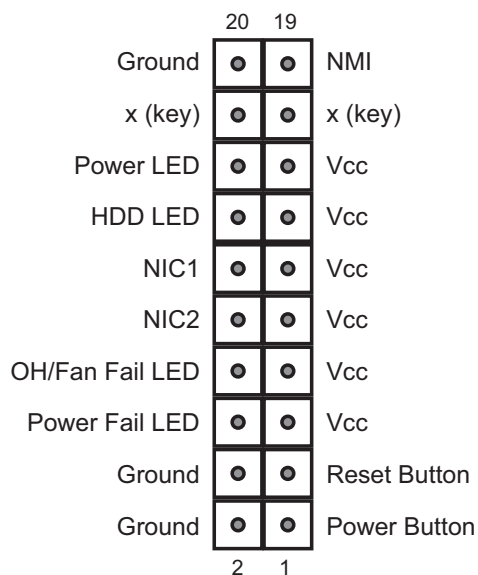 20 19
Ground NMI
x (key) x (key)
Power LED Vcc
HDD LED Vcc
NIC1 Vcc
NIC2 Vcc
OH/Fan Fail LED Vcc
Power Fail LED Vcc
Ground Reset Button
Ground Power Button
2 1